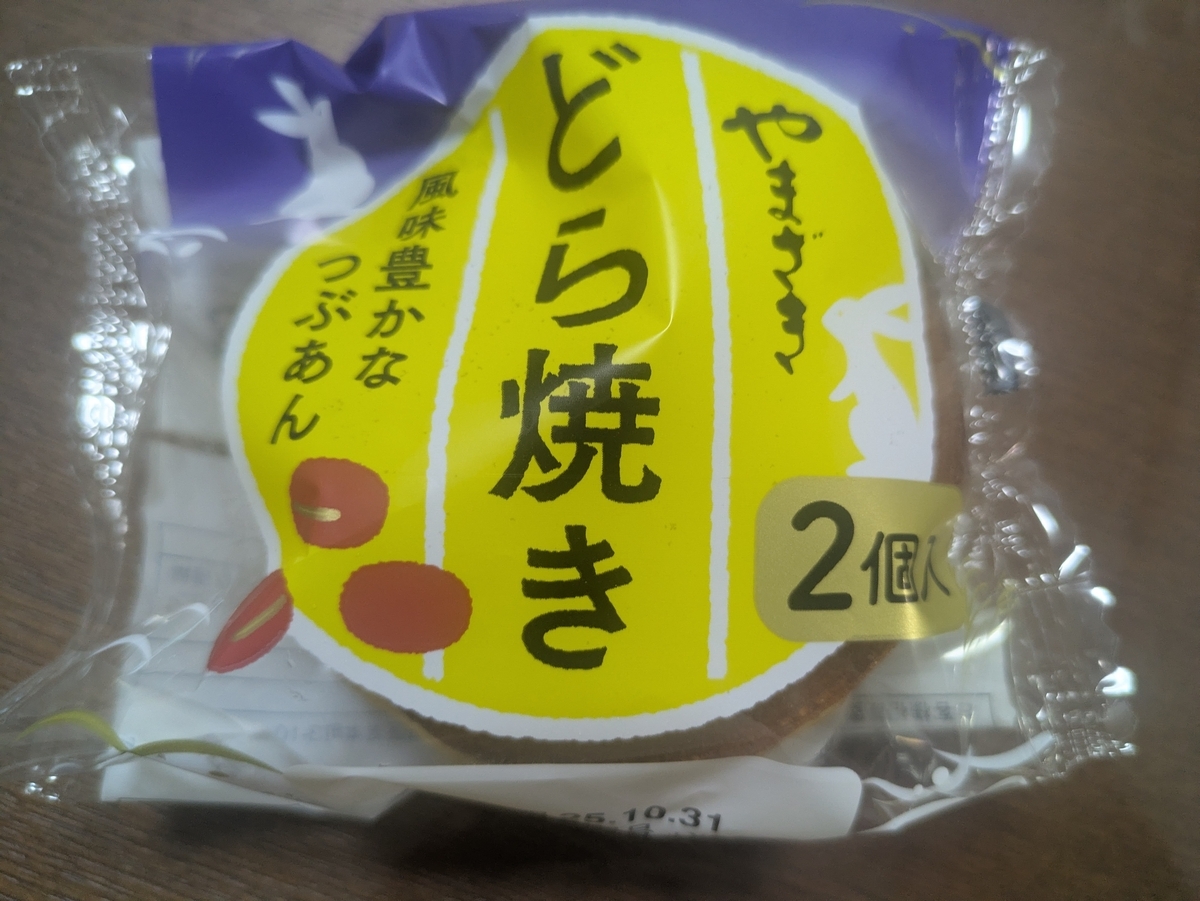 やまざき
どら焼き
風味豊かな
つぶあん
2個入
25.10.31